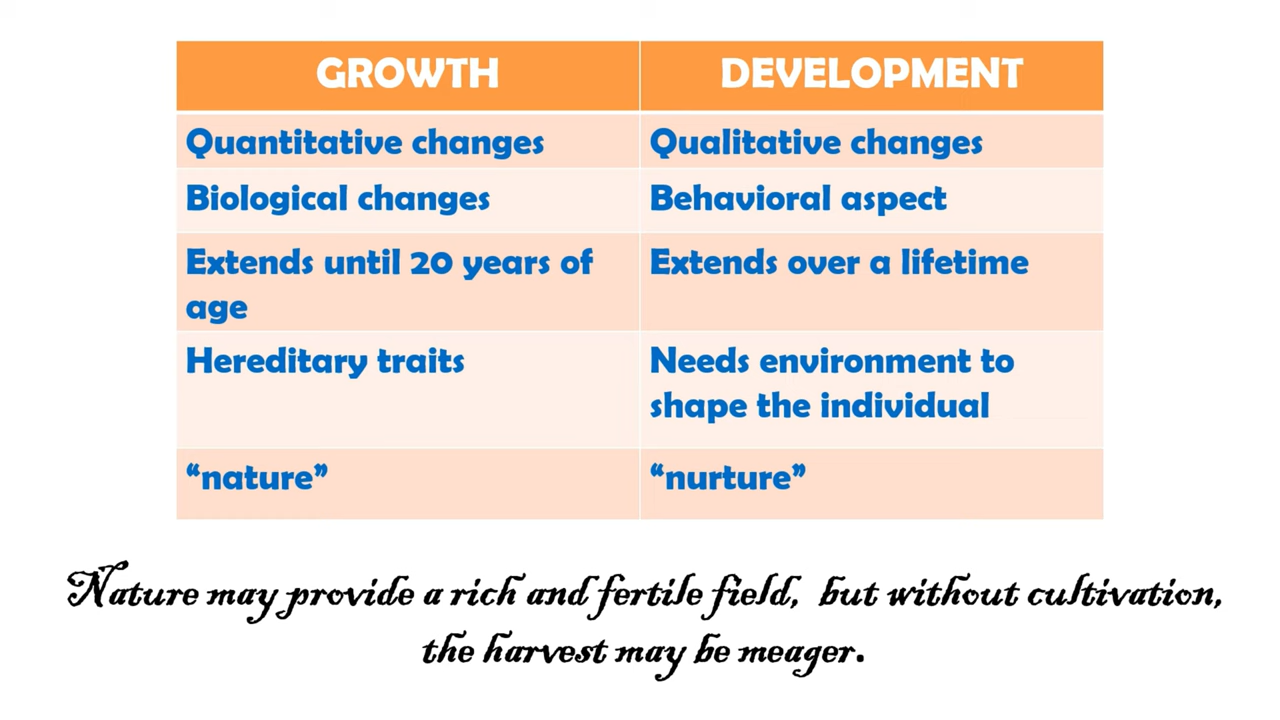 GROWTH DEVELOPMENT
Quantitative changes Qualitative changes
Biological changes Behavioral aspect
Extends until 20 years of Extends over a lifetime
age
Hereditary traits Needs environment to
shape the individual
“nature” “nurture”
Nature may provide a rich and fertile field, but without cultivation,
the harvest may be meager.